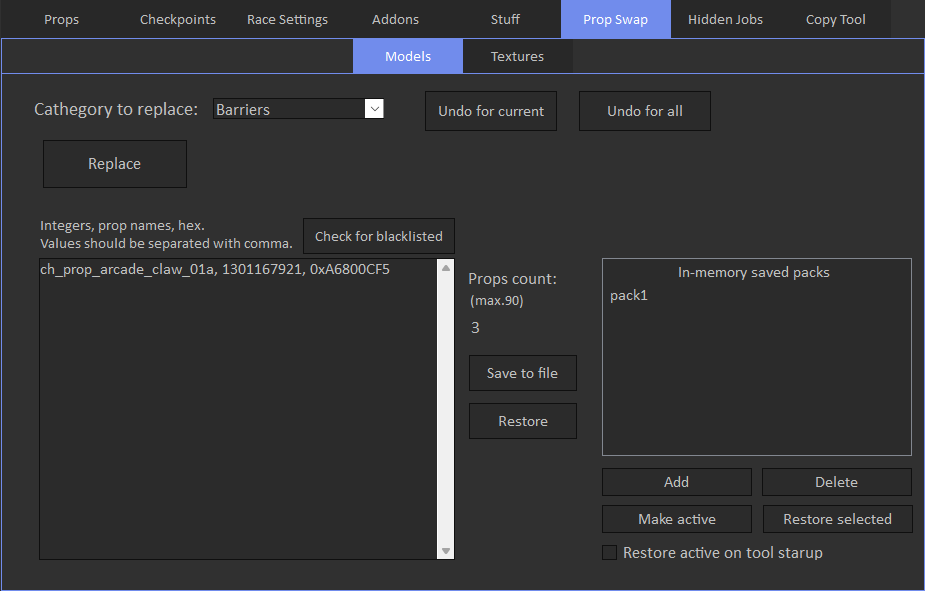 Props Checkpoints Race Settings Addons Stuff Prop Swap Hidden Jobs Copy Tool
Models Textures
Cathegory to replace: Barriers Undo for current Undo for all
Replace
Integers, prop names, hex.
Values should be separated with comma.
Check for blacklisted
ch_prop_arcade_claw_01a, 1301167921, 0xA6800CF5
Props count:
(max.90)
3
Save to file
Restore
In-memory saved packs
pack1
Add Delete
Make active Restore selected
Restore active on tool starup